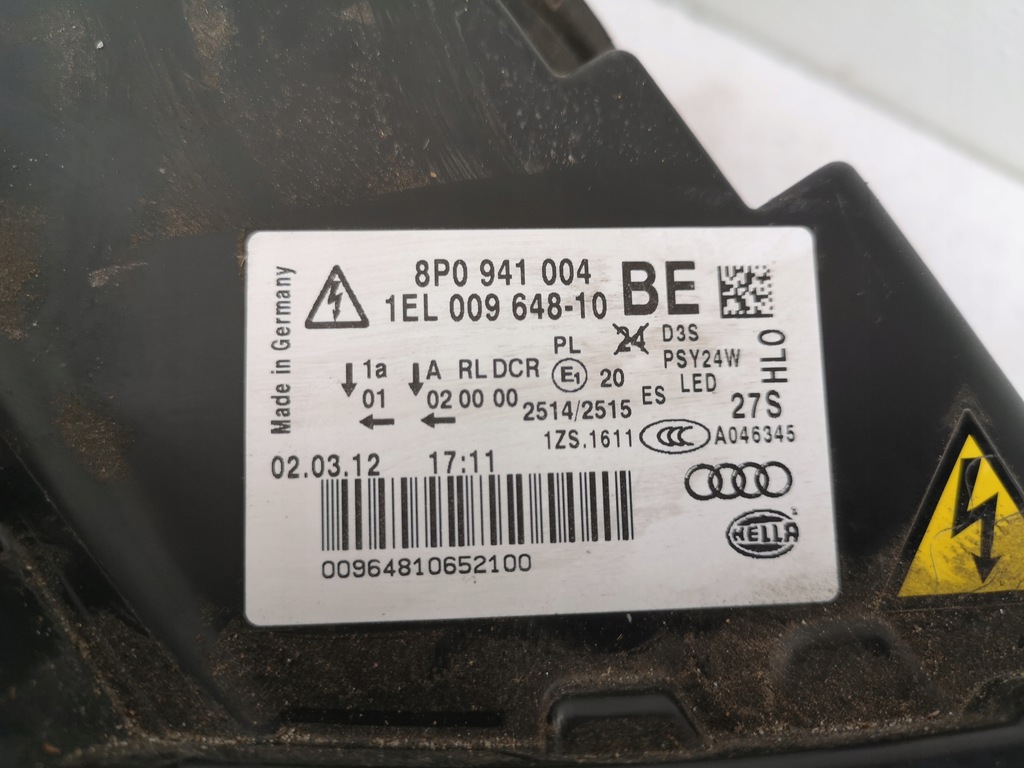 Made in Germany
8P0 941 004 BE
1EL 009 648-10
PL 24 D3S
1a A RL DCR E1 20 PSY24W HLO
01 02 00 00 2514/2515 ES LED
27S
1ZS.1611 CCC A046345
02.03.12 17:11
HELLA
00964810652100